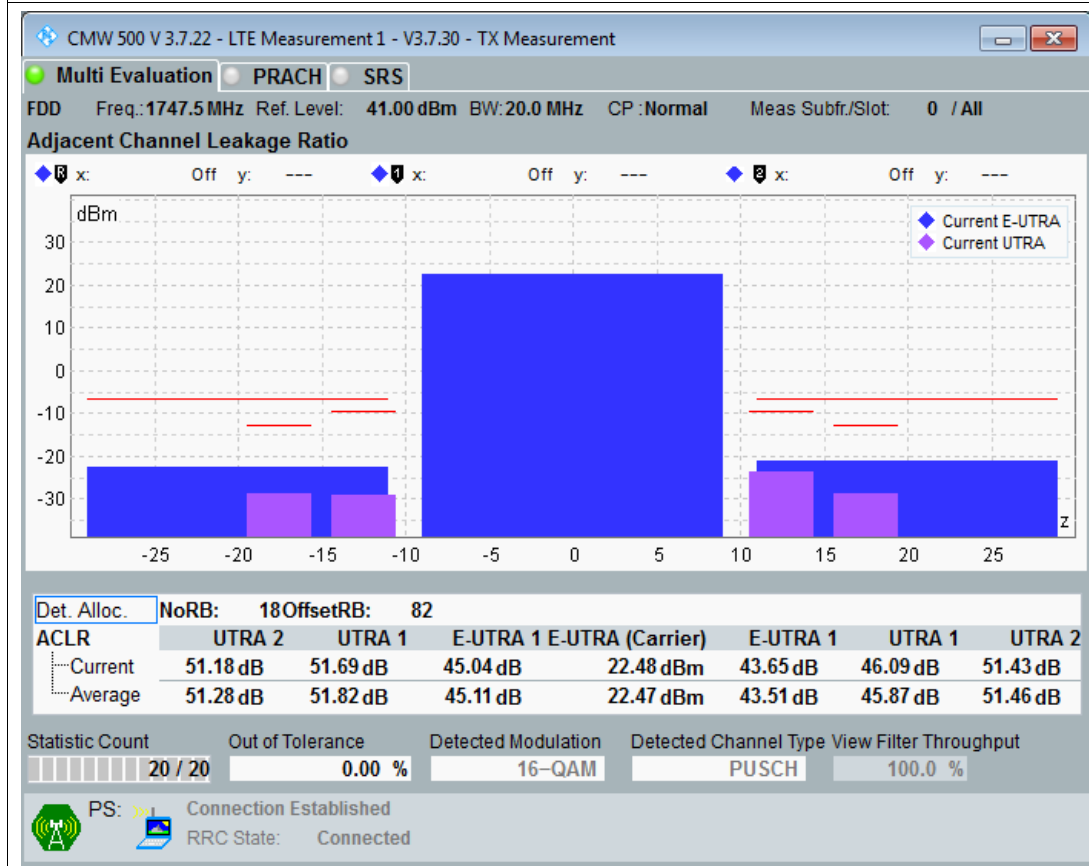 CMW 500 V 3.7.22 - LTE Measurement 1 - V3.7.30 - TX Measurement
Multi Evaluation PRACH SRS
FDD Freq.: 1747.5 MHz Ref. Level: 41.00 dBm BW: 20.0 MHz CP : Normal Meas Subfr./Slot: 0 / All
Adjacent Channel Leakage Ratio
R x: Off y: --- 1 x: Off y: --- 2 x: Off y: ---
dBm
Current E-UTRA
Current UTRA
30
20
10
0
-10
-20
-30
z
-25 -20 -15 -10 -5 0 5 10 15 20 25
Det. Alloc. NoRB: 18 OffsetRB: 82
ACLR UTRA 2 UTRA 1 E-UTRA 1 E-UTRA (Carrier) E-UTRA 1 UTRA 1 UTRA 2
Current 51.18 dB 51.69 dB 45.04 dB 22.48 dBm 43.65 dB 46.09 dB 51.43 dB
Average 51.28 dB 51.82 dB 45.11 dB 22.47 dBm 43.51 dB 45.87 dB 51.46 dB
Statistic Count Out of Tolerance Detected Modulation Detected Channel Type View Filter Throughput
20 / 20 0.00 % 16-QAM PUSCH 100.0 %
PS: Connection Established
RRC State: Connected